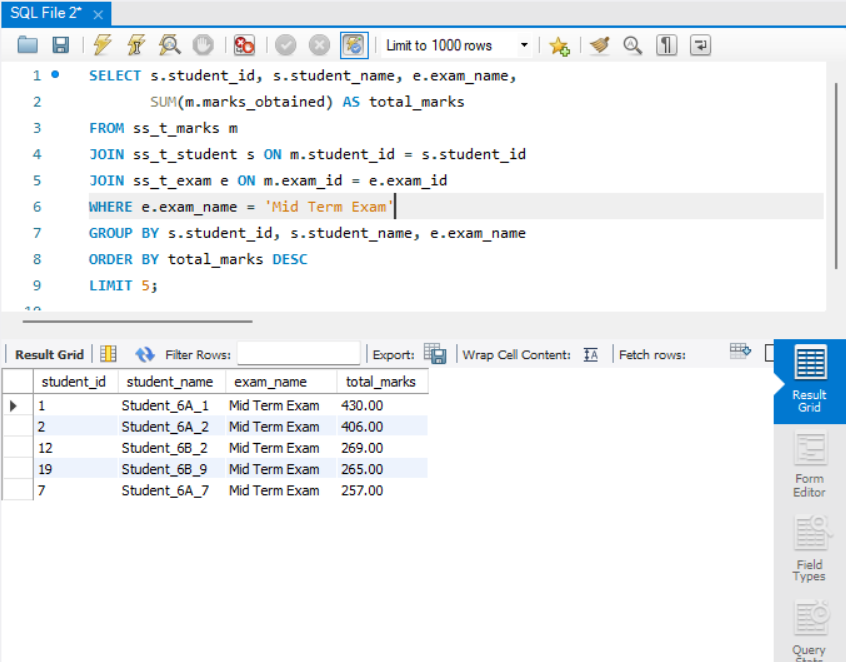 SQL File 2* ×
Limit to 1000 rows
1 SELECT s.student_id, s.student_name, e.exam_name,
2 SUM(m.marks_obtained) AS total_marks
3 FROM ss_t_marks m
4 JOIN ss_t_student s ON m.student_id = s.student_id
5 JOIN ss_t_exam e ON m.exam_id = e.exam_id
6 WHERE e.exam_name = 'Mid Term Exam'
7 GROUP BY s.student_id, s.student_name, e.exam_name
8 ORDER BY total_marks DESC
9 LIMIT 5;
10
Result Grid Filter Rows: Export: Wrap Cell Content: IA Fetch rows:
student_id student_name exam_name total_marks
1 Student_6A_1 Mid Term Exam 430.00
2 Student_6A_2 Mid Term Exam 406.00
12 Student_6B_2 Mid Term Exam 269.00
19 Student_6B_9 Mid Term Exam 265.00
7 Student_6A_7 Mid Term Exam 257.00
Result
Grid
Form
Editor
Field
Types
Query
Stats